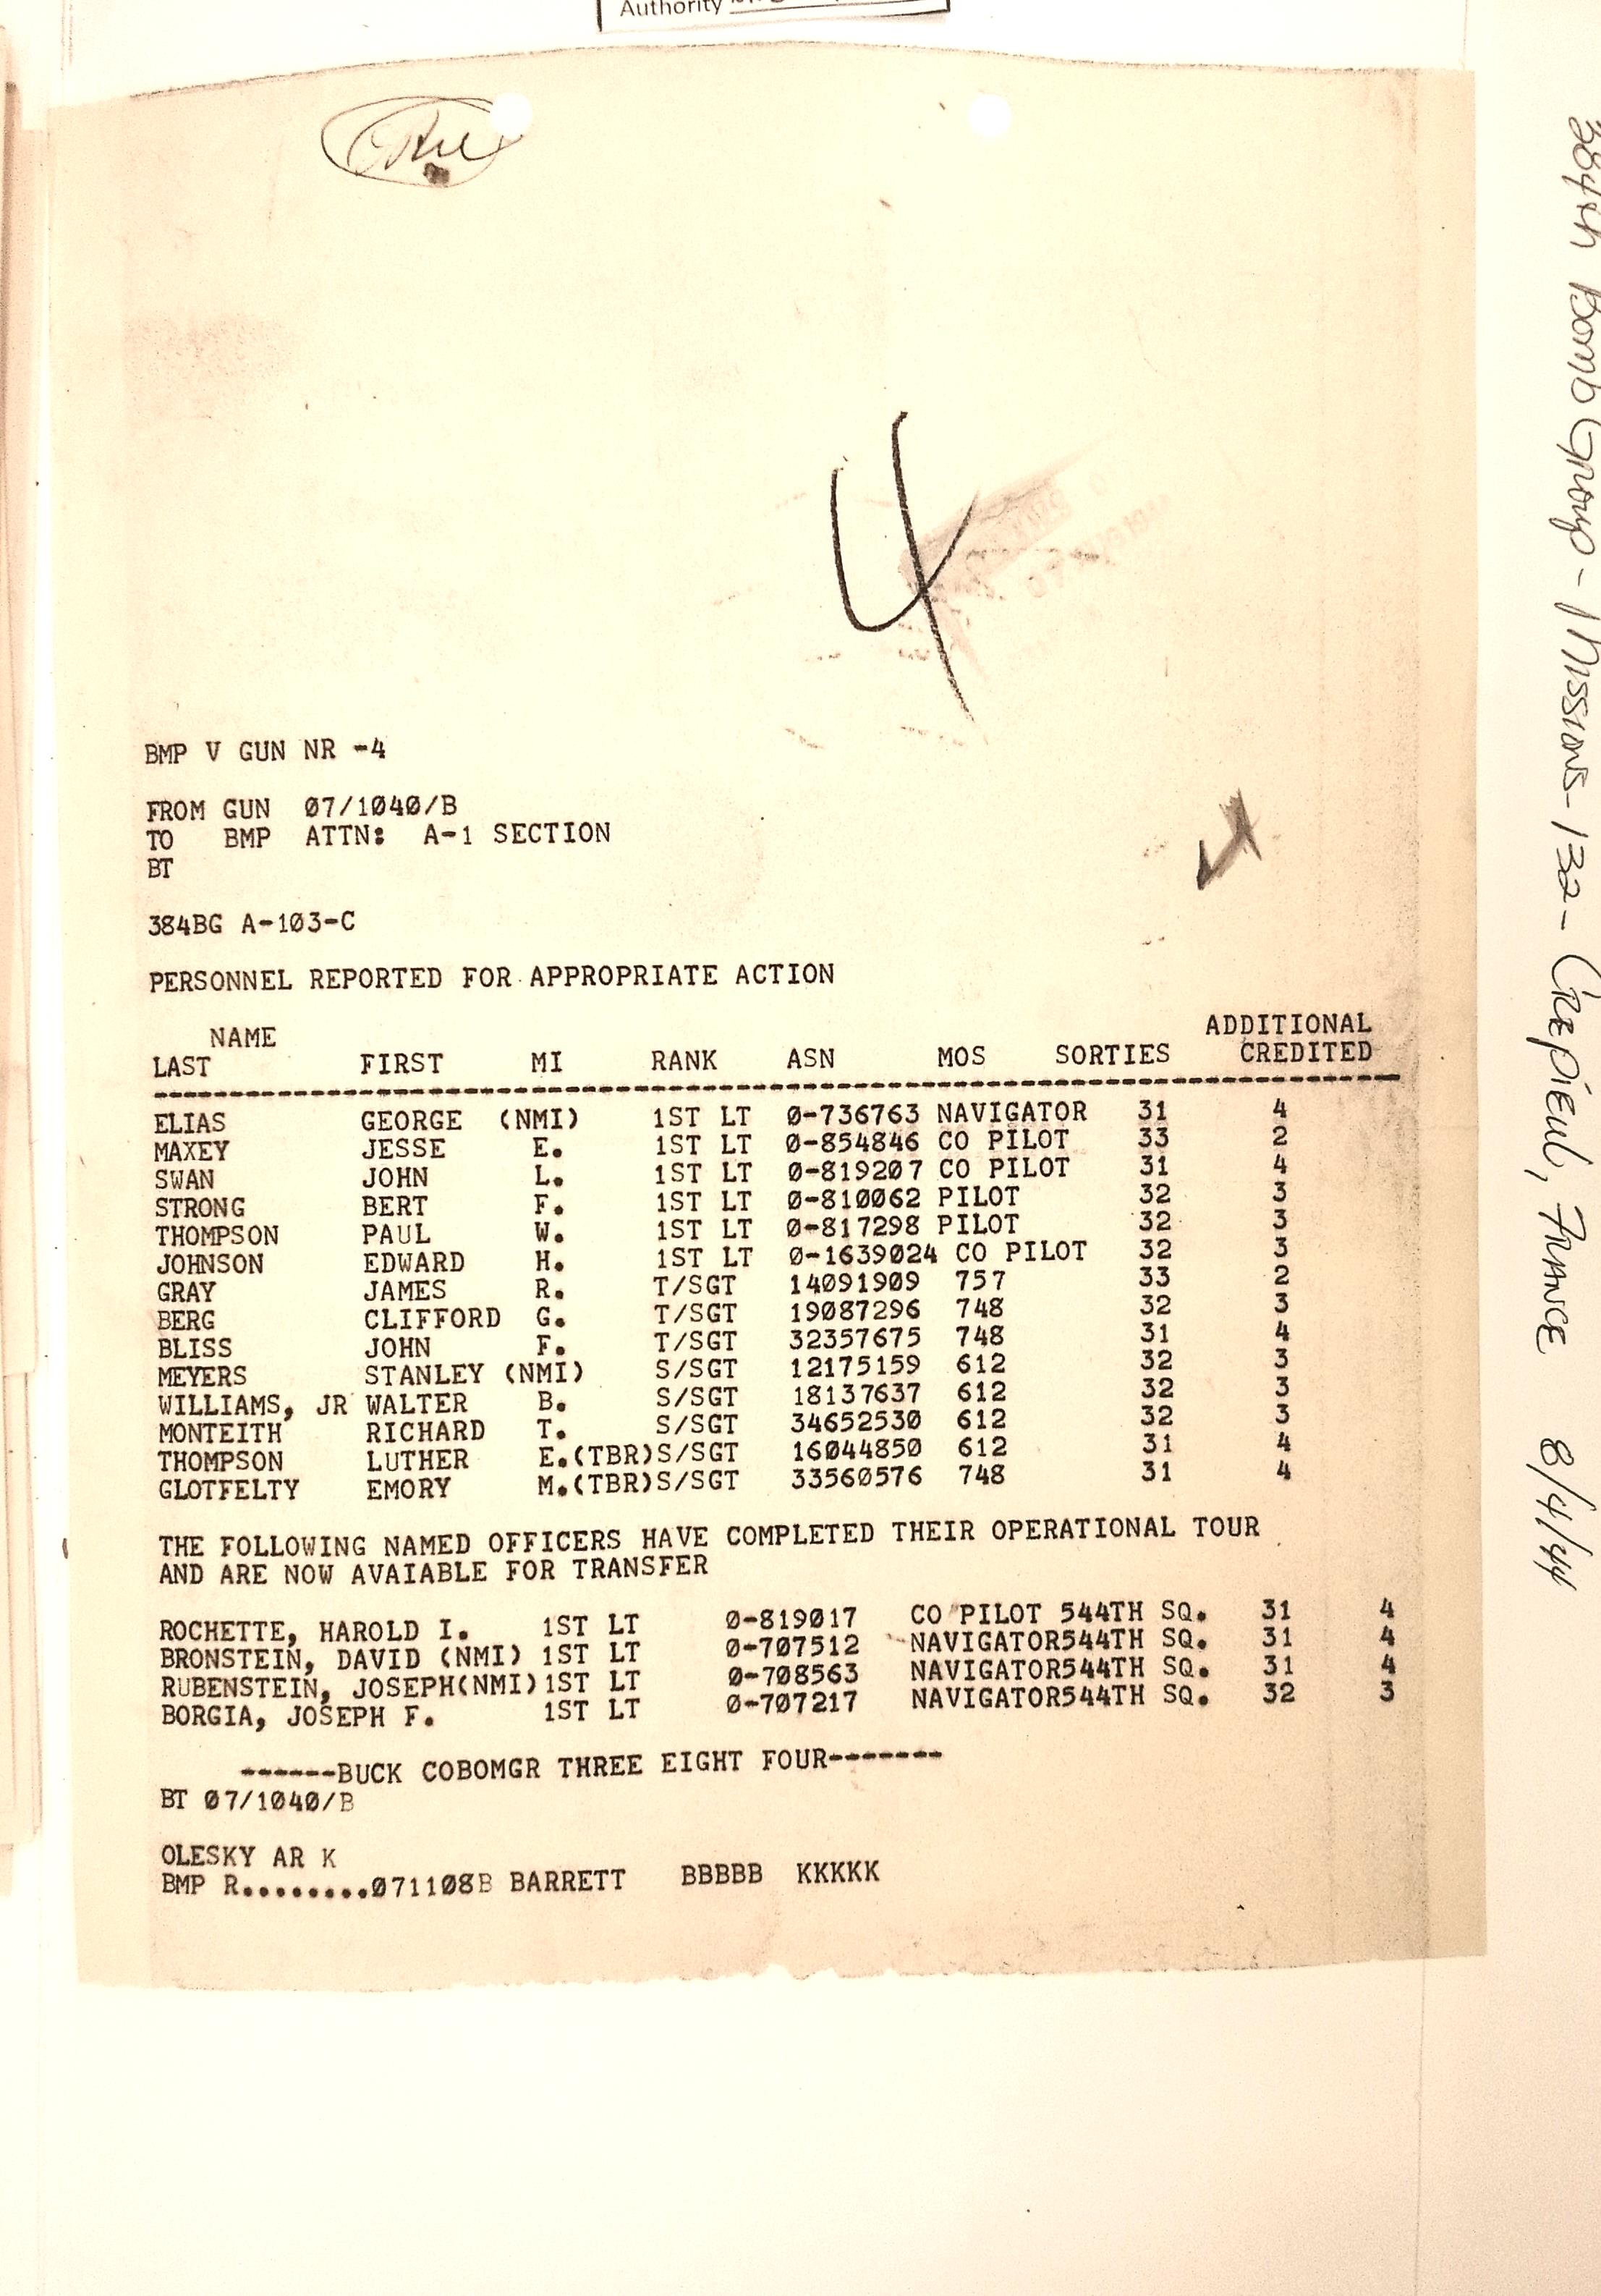 Authority
4
BMP V GUN NR -4
FROM GUN 07/1040/B
TO BMP ATTN: A-1 SECTION
BT
384BG A-103-C
PERSONNEL REPORTED FOR APPROPRIATE ACTION
NAME ADDITIONAL
LAST FIRST MI RANK ASN MOS SORTIES CREDITED
ELIAS GEORGE (NMI) 1ST LT 0-736763 NAVIGATOR 31 4
MAXEY JESSE E. 1ST LT 0-854846 CO PILOT 33 2
SWAN JOHN L. 1ST LT 0-819207 CO PILOT 31 4
STRONG BERT F. 1ST LT 0-810062 PILOT 32 3
THOMPSON PAUL W. 1ST LT 0-817298 PILOT 32 3
JOHNSON EDWARD H. 1ST LT 0-1639024 CO PILOT 32 3
GRAY JAMES R. T/SGT 14091909 757 33 2
BERG CLIFFORD G. T/SGT 19087296 748 32 3
BLISS JOHN F. T/SGT 32357675 748 31 4
MEYERS STANLEY (NMI) S/SGT 12175159 612 32 3
WILLIAMS, JR WALTER B. S/SGT 18137637 612 32 3
MONTEITH RICHARD T. S/SGT 34652530 612 32 3
THOMPSON LUTHER E.(TBR)S/SGT 16044850 612 31 4
GLOTFELTY EMORY M.(TBR)S/SGT 33560576 748 31 4
THE FOLLOWING NAMED OFFICERS HAVE COMPLETED THEIR OPERATIONAL TOUR
AND ARE NOW AVAIABLE FOR TRANSFER
ROCHETTE, HAROLD I. 1ST LT 0-819017 CO PILOT 544TH SQ. 31 4
BRONSTEIN, DAVID (NMI) 1ST LT 0-707512 NAVIGATOR544TH SQ. 31 4
RUBENSTEIN, JOSEPH(NMI)1ST LT 0-708563 NAVIGATOR544TH SQ. 31 4
BORGIA, JOSEPH F. 1ST LT 0-707217 NAVIGATOR544TH SQ. 32 3
------BUCK COBOMGR THREE EIGHT FOUR-------
BT 07/1040/B
OLESKY AR K
BMP R........071108B BARRETT BBBBB KKKKK
384th Bomb Group - Missions - 132 - Crepieul, France 8/4/44